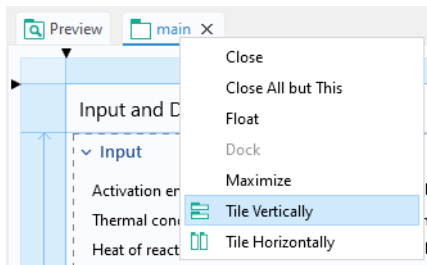 Preview main
Close
Close All but This
Input and D
Float
Input
Dock
Maximize
Activation en
Tile Vertically
Thermal cond
Tile Horizontally
Heat of react